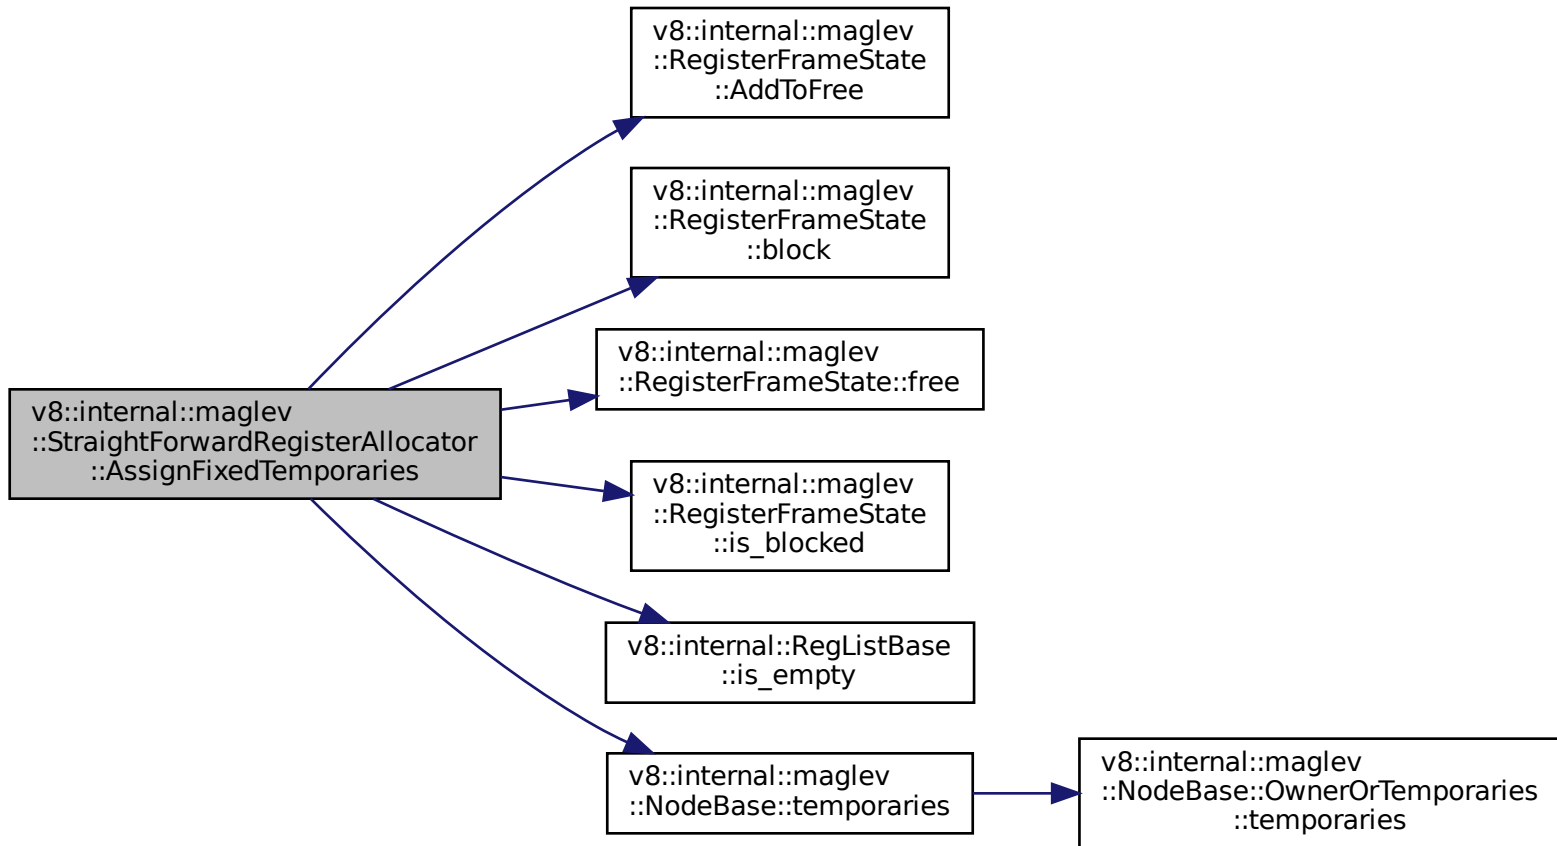 v8::internal::maglev
::RegisterFrameState
::AddToFree
v8::internal::maglev
::RegisterFrameState
::block
v8::internal::maglev
::RegisterFrameState::free
v8::internal::maglev
::StraightForwardRegisterAllocator
::AssignFixedTemporaries
v8::internal::maglev
::RegisterFrameState
::is_blocked
v8::internal::RegListBase
::is_empty
v8::internal::maglev
::NodeBase::temporaries
v8::internal::maglev
::NodeBase::OwnerOrTemporaries
::temporaries